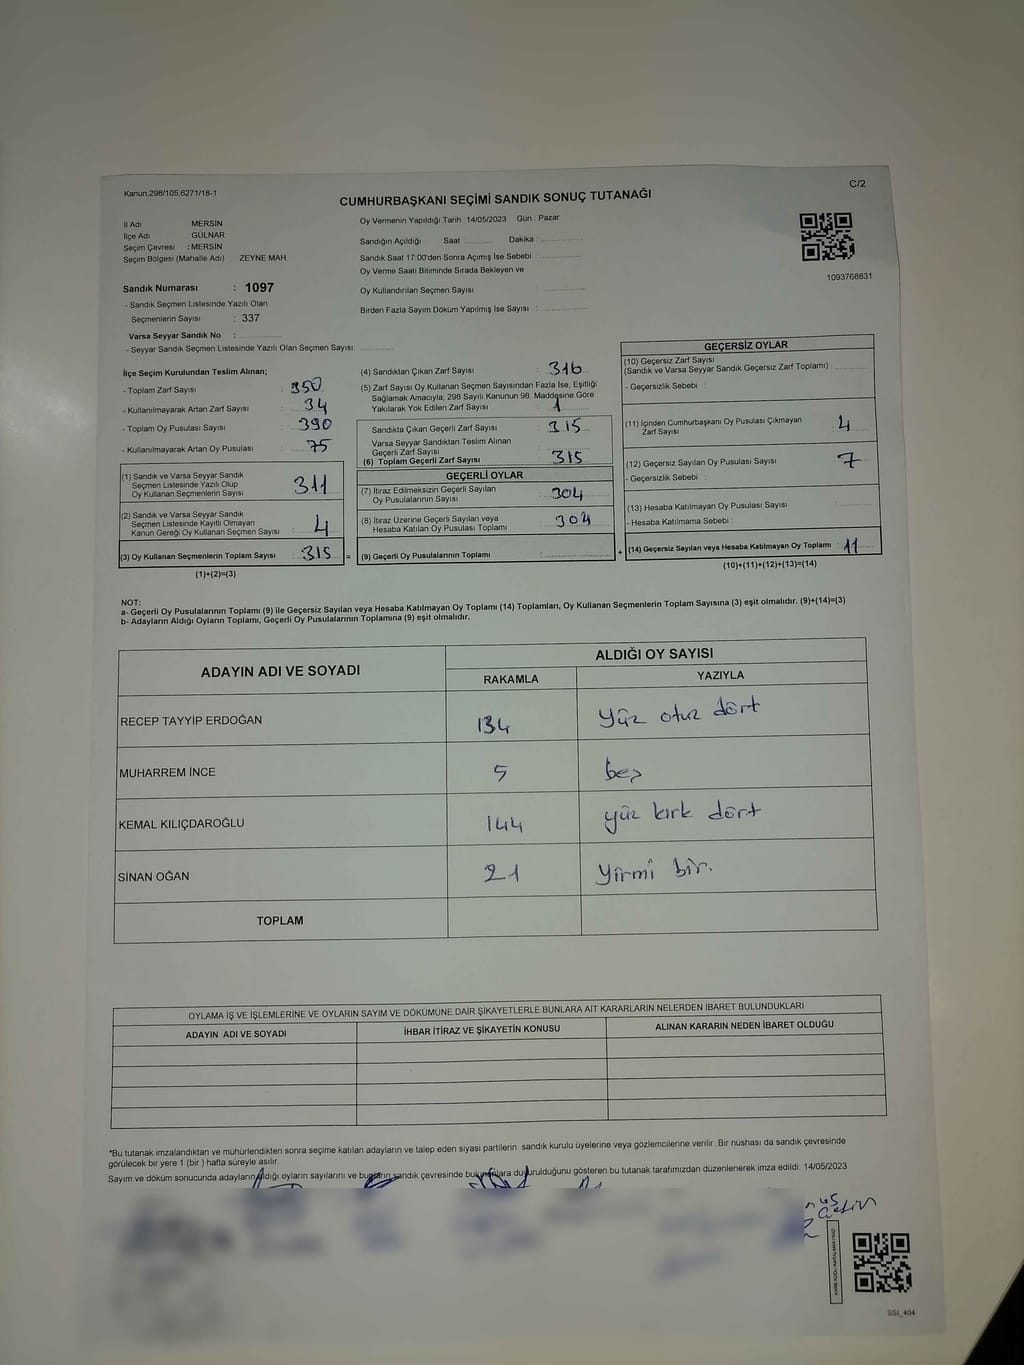 Kanun:298/105,6271/18-1
C/2
CUMHURBAŞKANI SEÇİMİ SANDIK SONUÇ TUTANAĞI
İl Adı : MERSİN
İlçe Adı : GÜLNAR
Seçim Çevresi : MERSİN
Seçim Bölgesi (Mahalle Adı) ZEYNE MAH.
Sandık Numarası : 1097
- Sandık Seçmen Listesinde Yazılı Olan
Seçmenlerin Sayısı : 337
Varsa Seyyar Sandık No :
- Seyyar Sandık Seçmen Listesinde Yazılı Olan Seçmen Sayısı:
Oy Vermenin Yapıldığı Tarih : 14/05/2023 Gün : Pazar
Sandığın Açıldığı Saat Dakika :
Sandık Saat 17:00'den Sonra Açımış İse Sebebi :
Oy Verme Saati Bitiminde Sırada Bekleyen ve
Oy Kullandırılan Seçmen Sayısı :
Birden Fazla Sayım Döküm Yapılmış İse Sayısı :
1093768831
İlçe Seçim Kurulundan Teslim Alınan;
- Toplam Zarf Sayısı : 350
- Kullanılmayarak Artan Zarf Sayısı : 34
- Toplam Oy Pusulası Sayısı : 390
- Kullanılmayarak Artan Oy Pusulası : 75
(1) Sandık ve Varsa Seyyar Sandık
Seçmen Listesinde Yazılı Olup
Oy Kullanan Seçmenlerin Sayısı : 311
(2) Sandık ve Varsa Seyyar Sandık
Seçmen Listesinde Kayıtlı Olmayan
Kanun Gereği Oy Kullanan Seçmen Sayısı : 4
(3) Oy Kullanan Seçmenlerin Toplam Sayısı : 315 =
(1)+(2)=(3)
(4) Sandıktan Çıkan Zarf Sayısı : 316
(5) Zarf Sayısı Oy Kullanan Seçmen Sayısından Fazla İse, Eşitliği
Sağlamak Amacıyla; 298 Sayılı Kanunun 98. Maddesine Göre
Yakılarak Yok Edilen Zarf Sayısı : 1
Sandıkta Çıkan Geçerli Zarf Sayısı : 315
Varsa Seyyar Sandıktan Teslim Alınan
Geçerli Zarf Sayısı :
(6) Toplam Geçerli Zarf Sayısı : 315
GEÇERLİ OYLAR
(7) İtiraz Edilmeksizin Geçerli Sayılan
Oy Pusulalarının Sayısı : 304
(8) İtiraz Üzerine Geçerli Sayılan veya
Hesaba Katılan Oy Pusulası Toplamı : 304
(9) Geçerli Oy Pusulalarının Toplamı : +
GEÇERSİZ OYLAR
(10) Geçersiz Zarf Sayısı
(Sandık ve Varsa Seyyar Sandık Geçersiz Zarf Toplamı) :
- Geçersizlik Sebebi :
(11) İçinden Cumhurbaşkanı Oy Pusulası Çıkmayan
Zarf Sayısı : 4
(12) Geçersiz Sayılan Oy Pusulası Sayısı : 7
- Geçersizlik Sebebi :
(13) Hesaba Katılmayan Oy Pusulası Sayısı :
- Hesaba Katılmama Sebebi :
(14) Geçersiz Sayılan veya Hesaba Katılmayan Oy Toplamı : 11
(10)+(11)+(12)+(13)=(14)
NOT:
a- Geçerli Oy Pusulalarının Toplamı (9) ile Geçersiz Sayılan veya Hesaba Katılmayan Oy Toplamı (14) Toplamları, Oy Kullanan Seçmenlerin Toplam Sayısına (3) eşit olmalıdır. (9)+(14)=(3)
b- Adayların Aldığı Oyların Toplamı, Geçerli Oy Pusulalarının Toplamına (9) eşit olmalıdır.
ADAYIN ADI VE SOYADI ALDIĞI OY SAYISI
RAKAMLA YAZIYLA
RECEP TAYYİP ERDOĞAN 134 yüz otuz dört
MUHARREM İNCE 5 beş
KEMAL KILIÇDAROĞLU 144 yüz kırk dört
SİNAN OĞAN 21 Yirmi bir.
TOPLAM
OYLAMA İŞ VE İŞLEMLERİNE VE OYLARIN SAYIM VE DÖKÜMÜNE DAİR ŞİKAYETLERLE BUNLARA AİT KARARLARIN NELERDEN İBARET BULUNDUKLARI
ADAYIN ADI VE SOYADI İHBAR İTİRAZ VE ŞİKAYETİN KONUSU ALINAN KARARIN NEDEN İBARET OLDUĞU
*Bu tutanak imzalandıktan ve mühürlendikten sonra seçime katılan adayların ve talep eden siyasi partilerin sandık kurulu üyelerine veya gözlemcilerine verilir. Bir nüshası da sandık çevresinde
görülecek bir yere 1 (bir ) hafta süreyle asılır.
Sayım ve döküm sonucunda adayların aldığı oyların sayılarını ve bunların sandık çevresinde bulunanlara duyurulduğunu gösteren bu tutanak tarafımızdan düzenlenerek imza edildi. 14/05/2023
SSI_404